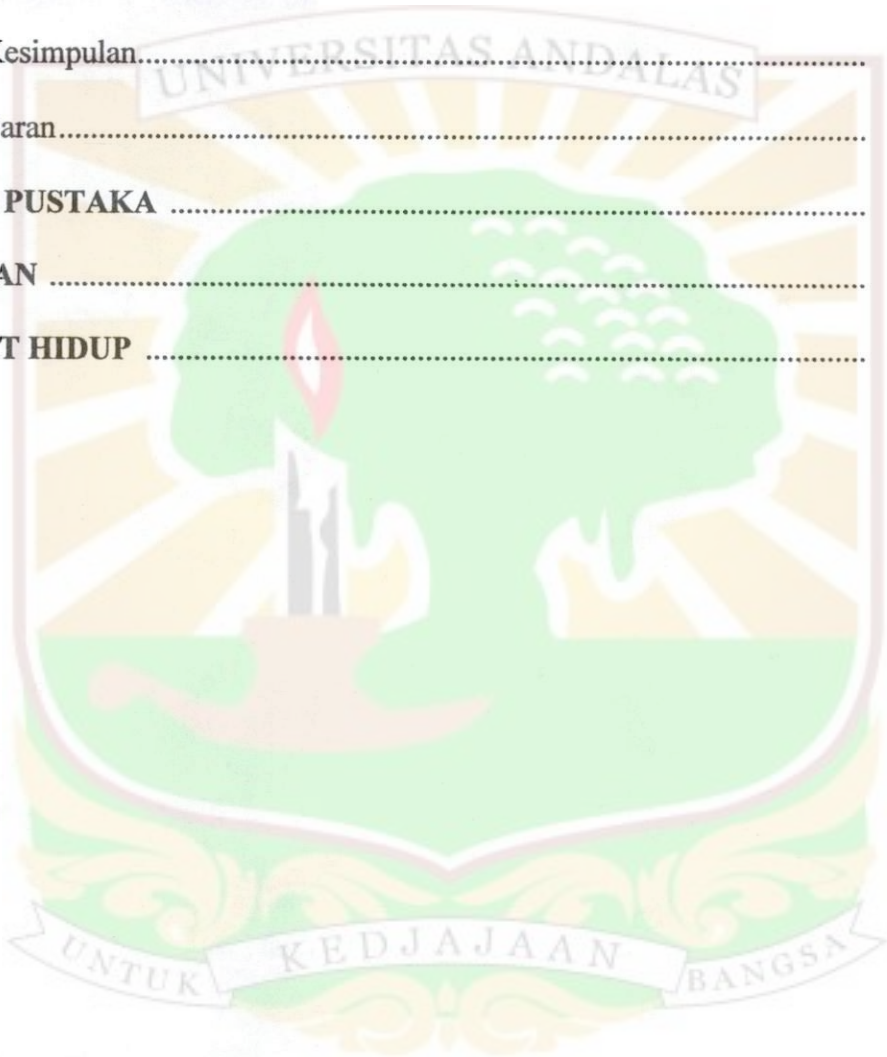 UNIVERSITAS ANDALAS
Kesimpulan....................................................................................................
aran....................................................................................................
PUSTAKA ....................................................................................................
AN ....................................................................................................
T HIDUP ....................................................................................................
UNTUK KEDJAJAAN BANGSA